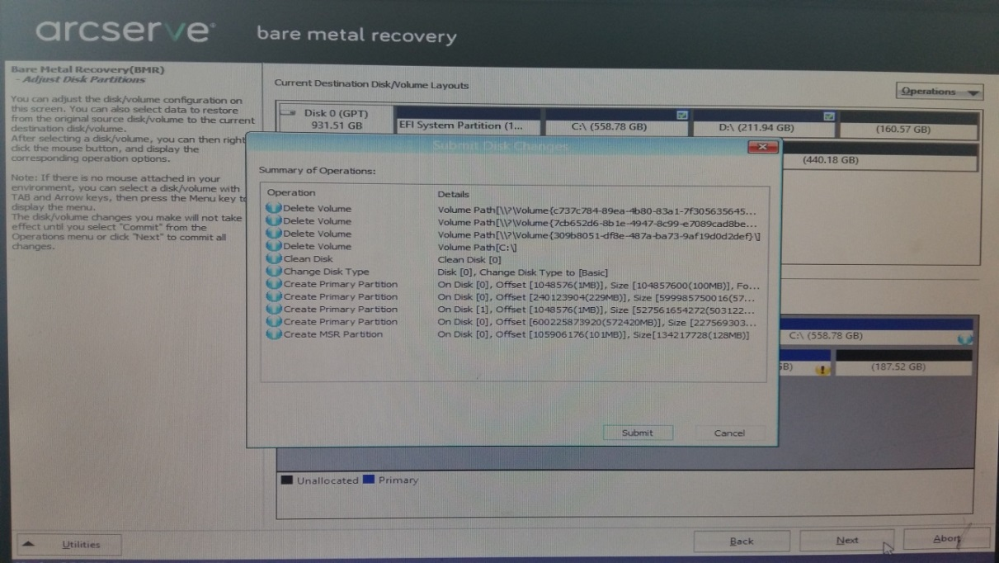 arcserve bare metal recovery
Bare Metal Recovery(BMR)
- Adjust Disk Partitions
You can adjust the disk/volume configuration on
this screen. You can also select data to restore
from the original source disk/volume to the current
destination disk/volume.
After selecting a disk/volume, you can then right
click the mouse button, and display the
corresponding operation options.
Note: If there is no mouse attached in your
environment, you can select a disk/volume with
TAB and Arrow keys, then press the Menu key to
display the menu.
The disk/volume changes you make will not take
effect until you select "Commit" from the
Operations menu or click "Next" to commit all
changes.
Current Destination Disk/Volume Layouts
Operations
Disk 0 (GPT)
931.51 GB
EFI System Partition (1...
C:\ (558.78 GB)
D:\ (211.94 GB)
(160.57 GB)
(440.18 GB)
Submit Disk Changes
Summary of Operations:
Operation Details
Delete Volume Volume Path[\\?\Volume{c737c784-89ea-4b80-83a1-7f305635645...
Delete Volume Volume Path[\\?\Volume{7cb652d6-8b1e-4947-8c99-e7089cad8be...
Delete Volume Volume Path[\\?\Volume{309b8051-df8e-487a-ba73-9af19d0d2def}\]
Delete Volume Volume Path[C:\]
Clean Disk Clean Disk [0]
Change Disk Type Disk [0], Change Disk Type to [Basic]
Create Primary Partition On Disk [0], Offset [1048576(1MB)], Size [104857600(100MB)], Fo...
Create Primary Partition On Disk [0], Offset [240123904(229MB)], Size [599985750016(57...
Create Primary Partition On Disk [1], Offset [1048576(1MB)], Size [527561654272(503122...
Create Primary Partition On Disk [0], Offset [600225873920(572420MB)], Size [227569303...
Create MSR Partition On Disk [0], Offset [105906176(101MB)], Size[134217728(128MB)]
Submit
Cancel
C:\ (558.78 GB)
GB)
(187.52 GB)
Unallocated Primary
Utilities
Back
Next
Abort